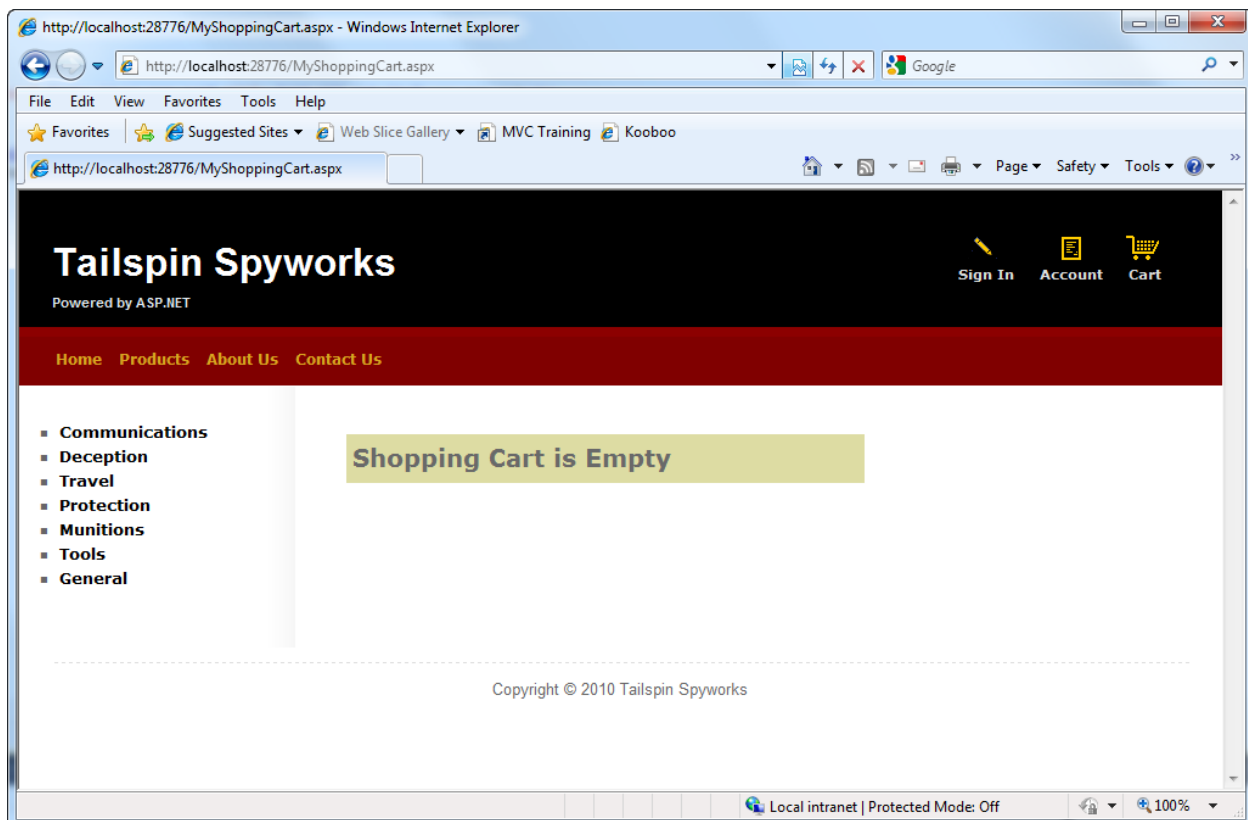 http://localhost:28776/MyShoppingCart.aspx - Windows Internet Explorer
http://localhost:28776/MyShoppingCart.aspx
Google
File Edit View Favorites Tools Help
Favorites Suggested Sites Web Slice Gallery MVC Training Kooboo
http://localhost:28776/MyShoppingCart.aspx
Page Safety Tools
Tailspin Spyworks
Powered by ASP.NET
Sign In Account Cart
Home Products About Us Contact Us
Communications
Deception
Travel
Protection
Munitions
Tools
General
Shopping Cart is Empty
Copyright © 2010 Tailspin Spyworks
Local intranet | Protected Mode: Off
100%